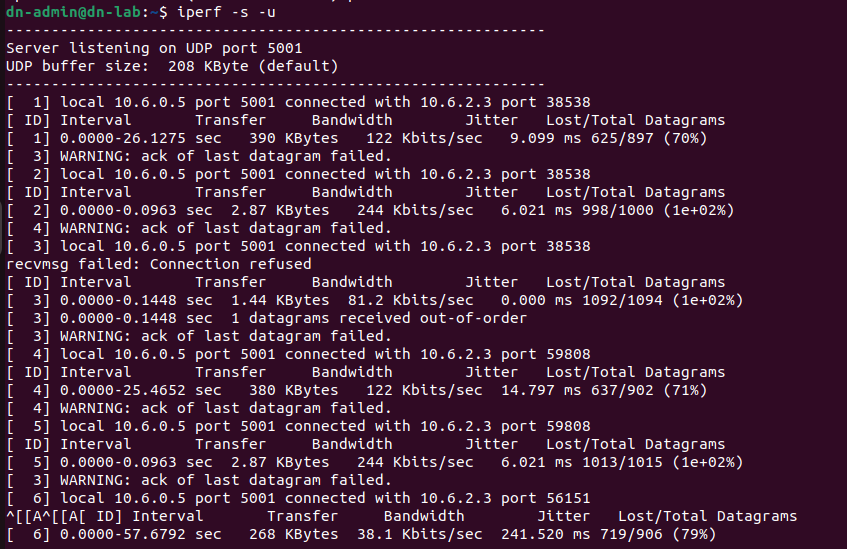 dn-admin@dn-lab:~$ iperf -s -u
------------------------------------------------------------
Server listening on UDP port 5001
UDP buffer size:  208 KByte (default)
------------------------------------------------------------
[  1] local 10.6.0.5 port 5001 connected with 10.6.2.3 port 38538
[ ID] Interval       Transfer     Bandwidth        Jitter   Lost/Total Datagrams
[  1] 0.0000-26.1275 sec   390 KBytes   122 Kbits/sec   9.099 ms 625/897 (70%)
[  3] WARNING: ack of last datagram failed.
[  2] local 10.6.0.5 port 5001 connected with 10.6.2.3 port 38538
[ ID] Interval       Transfer     Bandwidth        Jitter   Lost/Total Datagrams
[  2] 0.0000-0.0963 sec  2.87 KBytes   244 Kbits/sec   6.021 ms 998/1000 (1e+02%)
[  4] WARNING: ack of last datagram failed.
[  3] local 10.6.0.5 port 5001 connected with 10.6.2.3 port 38538
recvmsg failed: Connection refused
[ ID] Interval       Transfer     Bandwidth        Jitter   Lost/Total Datagrams
[  3] 0.0000-0.1448 sec  1.44 KBytes  81.2 Kbits/sec   0.000 ms 1092/1094 (1e+02%)
[  3] 0.0000-0.1448 sec  1 datagrams received out-of-order
[  3] WARNING: ack of last datagram failed.
[  4] local 10.6.0.5 port 5001 connected with 10.6.2.3 port 59808
[ ID] Interval       Transfer     Bandwidth        Jitter   Lost/Total Datagrams
[  4] 0.0000-25.4652 sec   380 KBytes   122 Kbits/sec  14.797 ms 637/902 (71%)
[  4] WARNING: ack of last datagram failed.
[  5] local 10.6.0.5 port 5001 connected with 10.6.2.3 port 59808
[ ID] Interval       Transfer     Bandwidth        Jitter   Lost/Total Datagrams
[  5] 0.0000-0.0963 sec  2.87 KBytes   244 Kbits/sec   6.021 ms 1013/1015 (1e+02%)
[  3] WARNING: ack of last datagram failed.
[  6] local 10.6.0.5 port 5001 connected with 10.6.2.3 port 56151
^[[A^[[A[ ID] Interval       Transfer     Bandwidth        Jitter   Lost/Total Datagrams
[  6] 0.0000-57.6792 sec   268 KBytes  38.1 Kbits/sec  241.520 ms 719/906 (79%)